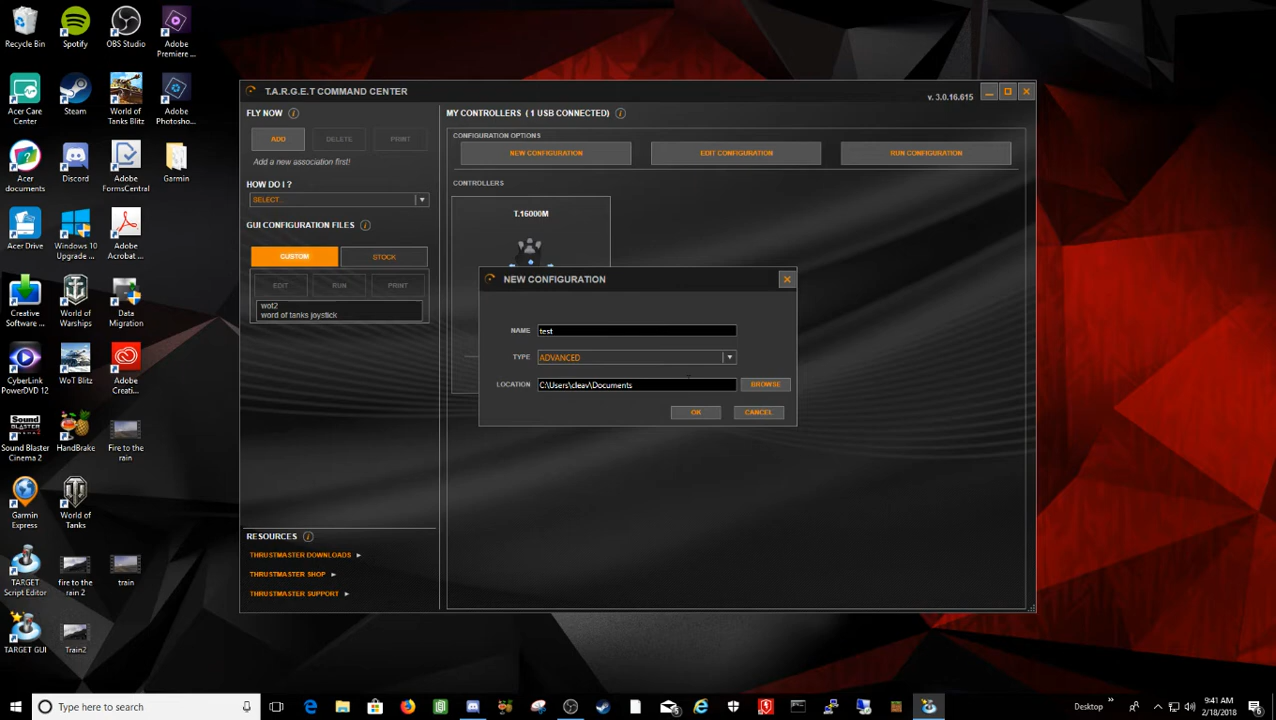 Recycle Bin
Spotify
OBS Studio
Adobe
Premiere ...
Acer Care
Center
Steam
World of
Tanks Blitz
Adobe
Photosho...
Acer
documents
Discord
Adobe
FormsCentral
Garmin
Acer Drive
Windows 10
Upgrade ...
Adobe
Acrobat ...
Creative
Software ...
World of
Warships
Data
Migration
CyberLink
PowerDVD 12
WoT Blitz
Adobe
Creati...
Sound Blaster
Cinema 2
HandBrake
Fire to the
rain
Garmin
Express
World of
Tanks
TARGET
Script Editor
fire to the
rain 2
train
TARGET GUI
Train2
T.A.R.G.E.T COMMAND CENTER
v. 3.0.16.615
FLY NOW
ADD
DELETE
PRINT
Add a new association first!
HOW DO I ?
SELECT...
GUI CONFIGURATION FILES
CUSTOM
STOCK
EDIT
RUN
PRINT
wot2
word of tanks joystick
RESOURCES
THRUSTMASTER DOWNLOADS
THRUSTMASTER SHOP
THRUSTMASTER SUPPORT
MY CONTROLLERS ( 1 USB CONNECTED)
CONFIGURATION OPTIONS
NEW CONFIGURATION
EDIT CONFIGURATION
RUN CONFIGURATION
CONTROLLERS
T.16000M
NEW CONFIGURATION
NAME
test
TYPE
ADVANCED
LOCATION
C:\Users\cleav\Documents
BROWSE
OK
CANCEL
Type here to search
Desktop
9:41 AM
2/18/2018